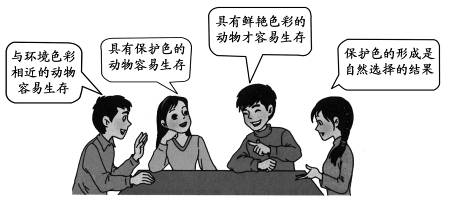 与环境色彩
相近的动物
容易生存
具有保护色的
动物容易生存
具有鲜艳色彩的
动物才容易生存
保护色的形成是
自然选择的结果